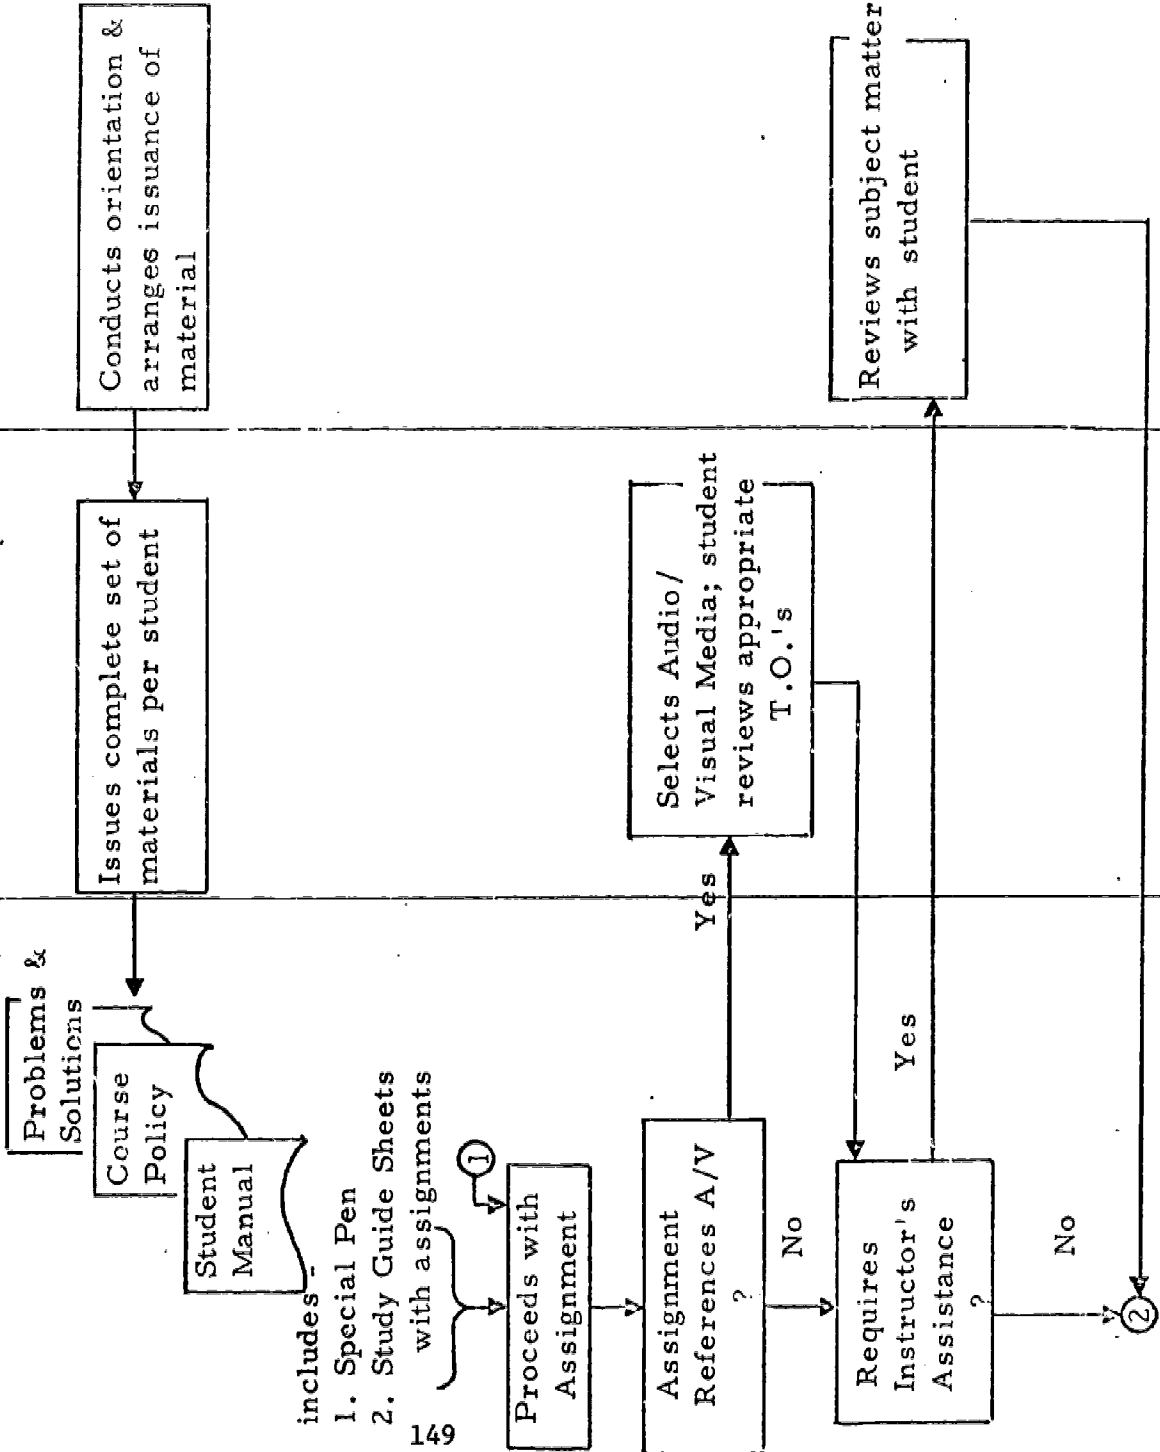 Conducts orientation &
arranges issuance of
material
Issues complete set of
materials per student
Problems &
Solutions
Course
Policy
Student
Manual
includes -
1. Special Pen
2. Study Guide Sheets
with assignments
1
Proceeds with
Assignment
Assignment
References A/V
?
Yes
No
Selects Audio/
Visual Media; student
reviews appropriate
T.O.'s
Requires
Instructor's
Assistance
?
Yes
No
Reviews subject matter
with student
2
149